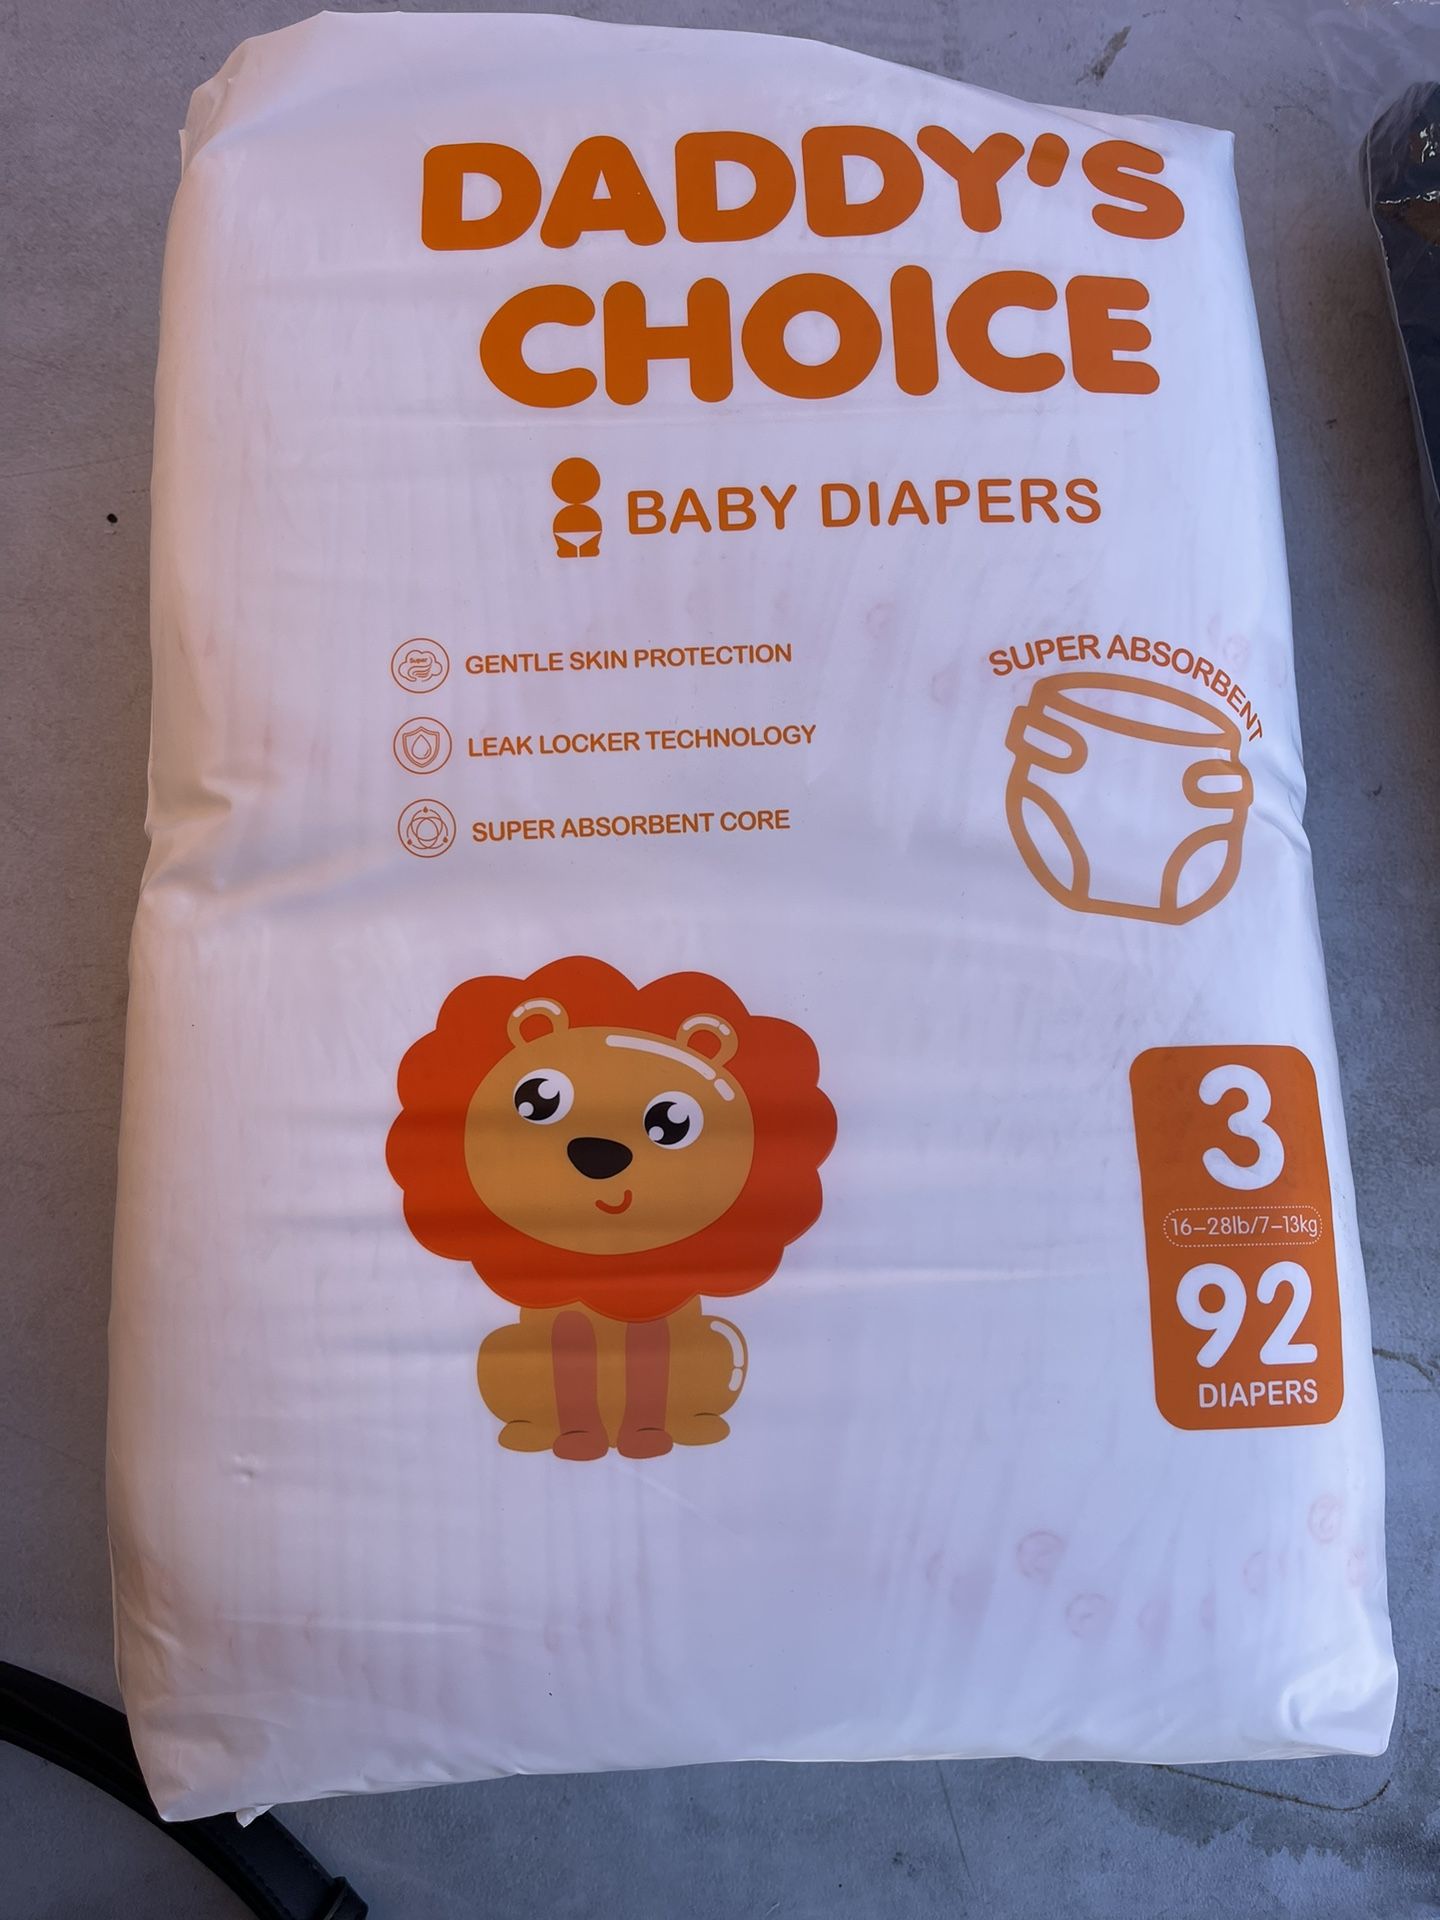 DADDY'S
CHOICE
BABY DIAPERS
Super
GENTLE SKIN PROTECTION
LEAK LOCKER TECHNOLOGY
SUPER ABSORBENT CORE
SUPER ABSORBENT
3
16-28lb/7-13kg
92
DIAPERS